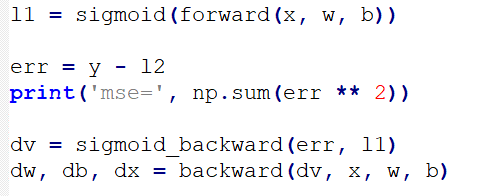 l1 = sigmoid(forward(x, w, b))
err = y - l2
print('mse=', np.sum(err ** 2))
dv = sigmoid_backward(err, l1)
dw, db, dx = backward(dv, x, w, b)